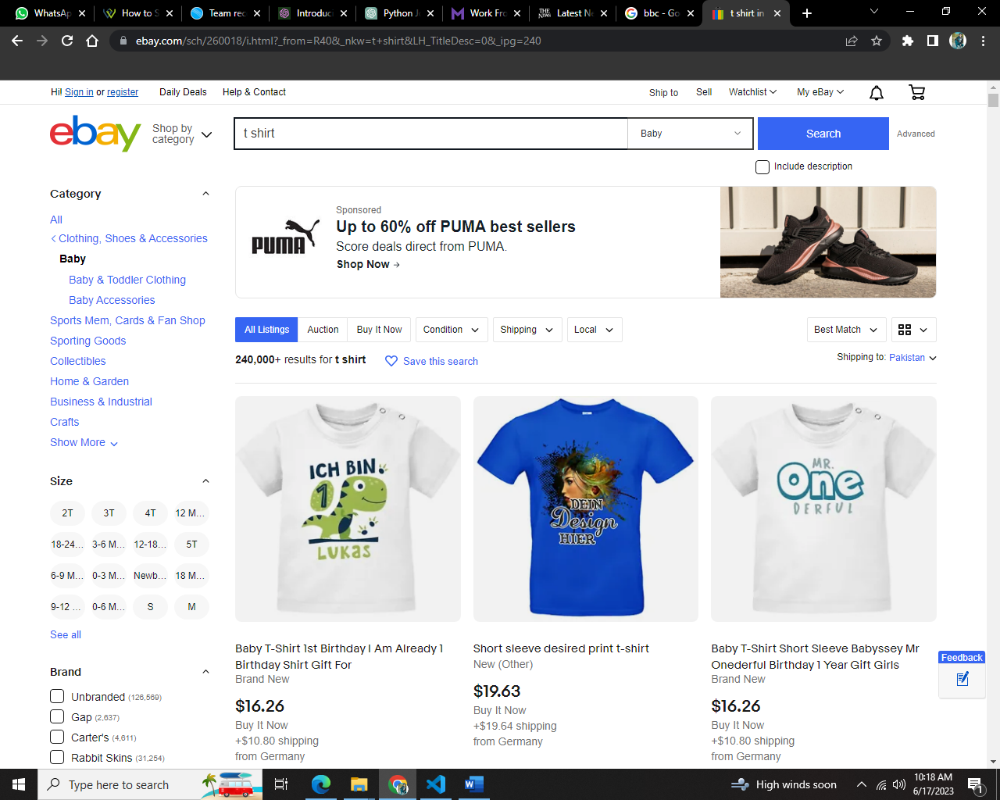 WhatsAp
How to S
Team rec
Introduc
Python J
Work Fro
THE NEWS
Latest Ne
bbc - Go
t shirt in
ebay.com/sch/260018/i.html?_from=R40&_nkw=t+shirt&LH_TitleDesc=0&_ipg=240
Hi! Sign in or register
Daily Deals
Help & Contact
Ship to
Sell
Watchlist
My eBay
ebay
Shop by
category
t shirt
Baby
Search
Advanced
Include description
Category
All
Clothing, Shoes & Accessories
Baby
Baby & Toddler Clothing
Baby Accessories
Sports Mem, Cards & Fan Shop
Sporting Goods
Collectibles
Home & Garden
Business & Industrial
Crafts
Show More
Size
2T 3T 4T 12 M...
18-24... 3-6 M... 12-18... 5T
6-9 M... 0-3 M... Newb... 18 M...
9-12 ... 0-6 M... S M
See all
Brand
Unbranded (126,569)
Gap (2,637)
Carter's (4,611)
Rabbit Skins (31,254)
PUMA
Sponsored
Up to 60% off PUMA best sellers
Score deals direct from PUMA.
Shop Now
All Listings
Auction
Buy It Now
Condition
Shipping
Local
Best Match
240,000+ results for t shirt
Save this search
Shipping to: Pakistan
ICH BIN
1
LUKAS
DEIN
Design
HIER
MR.
One
DERFUL
Baby T-Shirt 1st Birthday I Am Already 1
Birthday Shirt Gift For
Brand New
$16.26
Buy It Now
+$10.80 shipping
from Germany
Short sleeve desired print t-shirt
New (Other)
$19.63
Buy It Now
+$19.64 shipping
from Germany
Baby T-Shirt Short Sleeve Babyssey Mr
Onederful Birthday 1 Year Gift Girls
Brand New
$16.26
Buy It Now
+$10.80 shipping
from Germany
Feedback
Type here to search
High winds soon
10:18 AM
6/17/2023
1